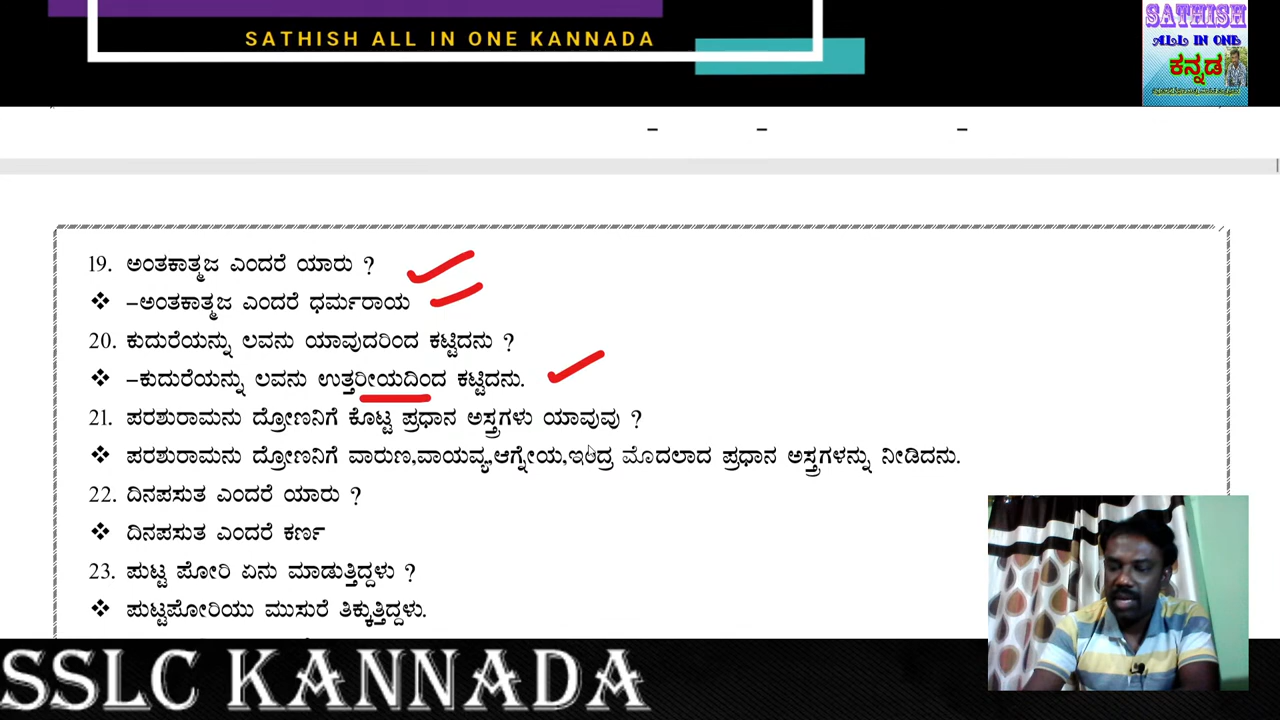 SATHISH ALL IN ONE KANNADA
SATHISH
ALL IN ONE
ಕನ್ನಡ
19. ಅಂತಕಾತ್ಮಜ ಎಂದರೆ ಯಾರು ?
❖ –ಅಂತಕಾತ್ಮಜ ಎಂದರೆ ಧರ್ಮರಾಯ
20. ಕುದುರೆಯನ್ನು ಲವನು ಯಾವುದರಿಂದ ಕಟ್ಟಿದನು ?
❖ –ಕುದುರೆಯನ್ನು ಲವನು ಉತ್ತರೀಯದಿಂದ ಕಟ್ಟಿದನು.
21. ಪರಶುರಾಮನು ದ್ರೋಣನಿಗೆ ಕೊಟ್ಟ ಪ್ರಧಾನ ಅಸ್ತ್ರಗಳು ಯಾವುವು ?
❖ ಪರಶುರಾಮನು ದ್ರೋಣನಿಗೆ ವಾರುಣ,ವಾಯವ್ಯ,ಆಗ್ನೇಯ,ಇಂದ್ರ ಮೊದಲಾದ ಪ್ರಧಾನ ಅಸ್ತ್ರಗಳನ್ನು ನೀಡಿದನು.
22. ದಿನಪಸುತ ಎಂದರೆ ಯಾರು ?
❖ ದಿನಪಸುತ ಎಂದರೆ ಕರ್ಣ
23. ಪುಟ್ಟ ಪೋರಿ ಏನು ಮಾಡುತ್ತಿದ್ದಳು ?
❖ ಪುಟ್ಟಪೋರಿಯು ಮುಸುರೆ ತಿಕ್ಕುತ್ತಿದ್ದಳು.
SSLC KANNADA